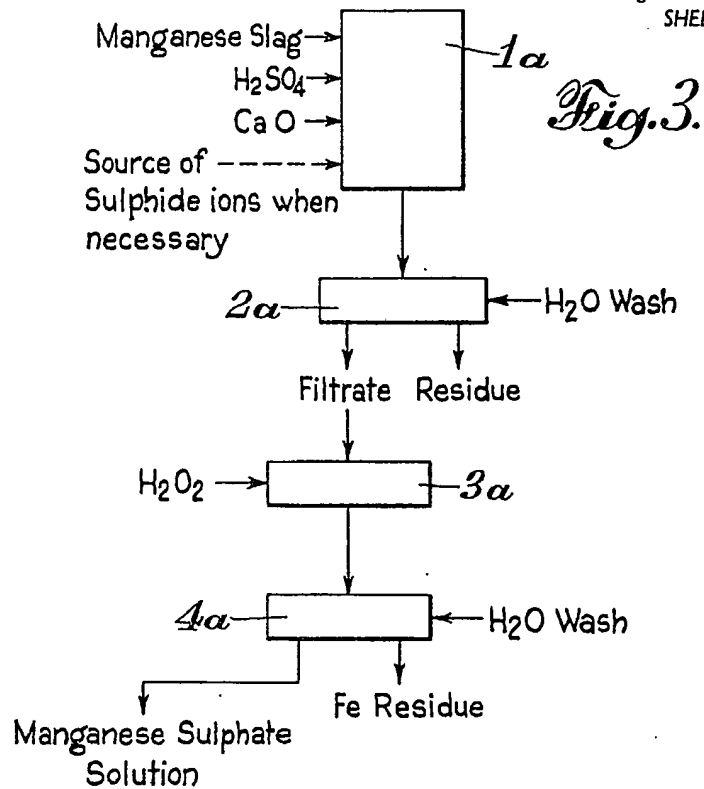 SHEE
Manganese Slag
1a
H₂SO₄
Fig.3.
CaO
Source of
Sulphide ions when
necessary
2a
H₂O Wash
Filtrate Residue
H₂O₂
3a
4a
H₂O Wash
Fe Residue
Manganese Sulphate
Solution